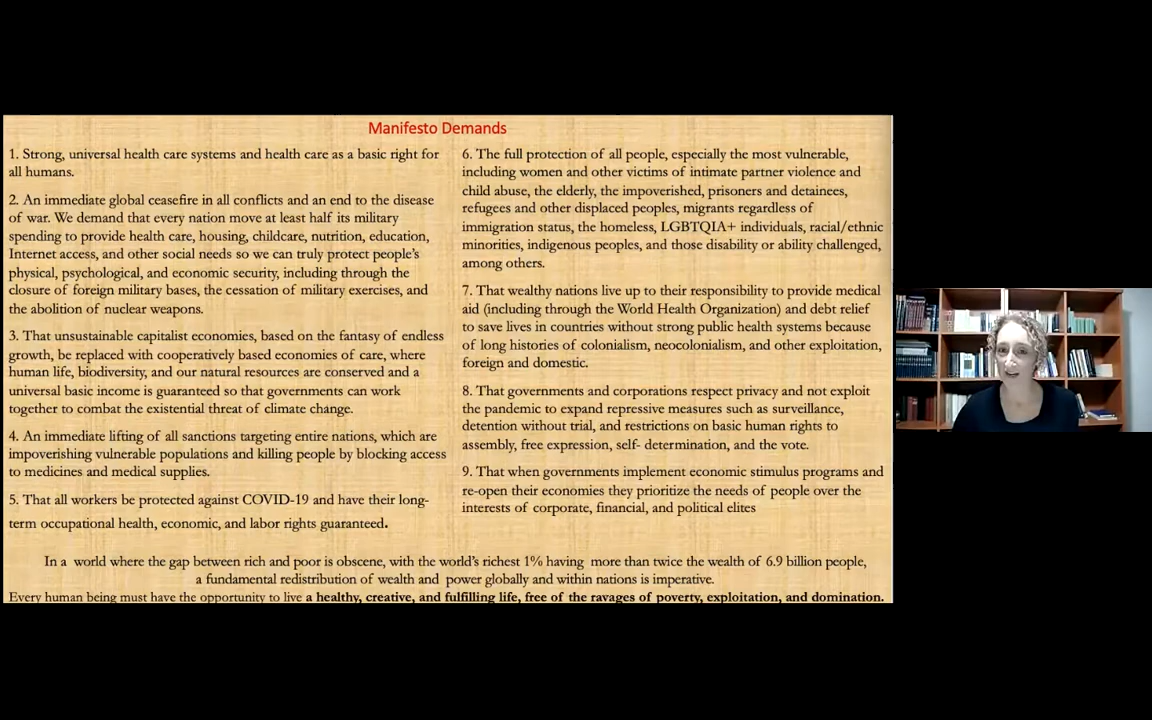 Manifesto Demands
1. Strong, universal health care systems and health care as a basic right for
all humans.
2. An immediate global ceasefire in all conflicts and an end to the disease
of war. We demand that every nation move at least half its military
spending to provide health care, housing, childcare, nutrition, education,
Internet access, and other social needs so we can truly protect people's
physical, psychological, and economic security, including through the
closure of foreign military bases, the cessation of military exercises, and
the abolition of nuclear weapons.
3. That unsustainable capitalist economies, based on the fantasy of endless
growth, be replaced with cooperatively based economies of care, where
human life, biodiversity, and our natural resources are conserved and a
universal basic income is guaranteed so that governments can work
together to combat the existential threat of climate change.
4. An immediate lifting of all sanctions targeting entire nations, which are
impoverishing vulnerable populations and killing people by blocking access
to medicines and medical supplies.
5. That all workers be protected against COVID-19 and have their long-
term occupational health, economic, and labor rights guaranteed.
6. The full protection of all people, especially the most vulnerable,
including women and other victims of intimate partner violence and
child abuse, the elderly, the impoverished, prisoners and detainees,
refugees and other displaced peoples, migrants regardless of
immigration status, the homeless, LGBTQIA+ individuals, racial/ethnic
minorities, indigenous peoples, and those disability or ability challenged,
among others.
7. That wealthy nations live up to their responsibility to provide medical
aid (including through the World Health Organization) and debt relief
to save lives in countries without strong public health systems because
of long histories of colonialism, neocolonialism, and other exploitation,
foreign and domestic.
8. That governments and corporations respect privacy and not exploit
the pandemic to expand repressive measures such as surveillance,
detention without trial, and restrictions on basic human rights to
assembly, free expression, self- determination, and the vote.
9. That when governments implement economic stimulus programs and
re-open their economies they prioritize the needs of people over the
interests of corporate, financial, and political elites
In a world where the gap between rich and poor is obscene, with the world's richest 1% having more than twice the wealth of 6.9 billion people,
a fundamental redistribution of wealth and power globally and within nations is imperative.
Every human being must have the opportunity to live a healthy, creative, and fulfilling life, free of the ravages of poverty, exploitation, and domination.